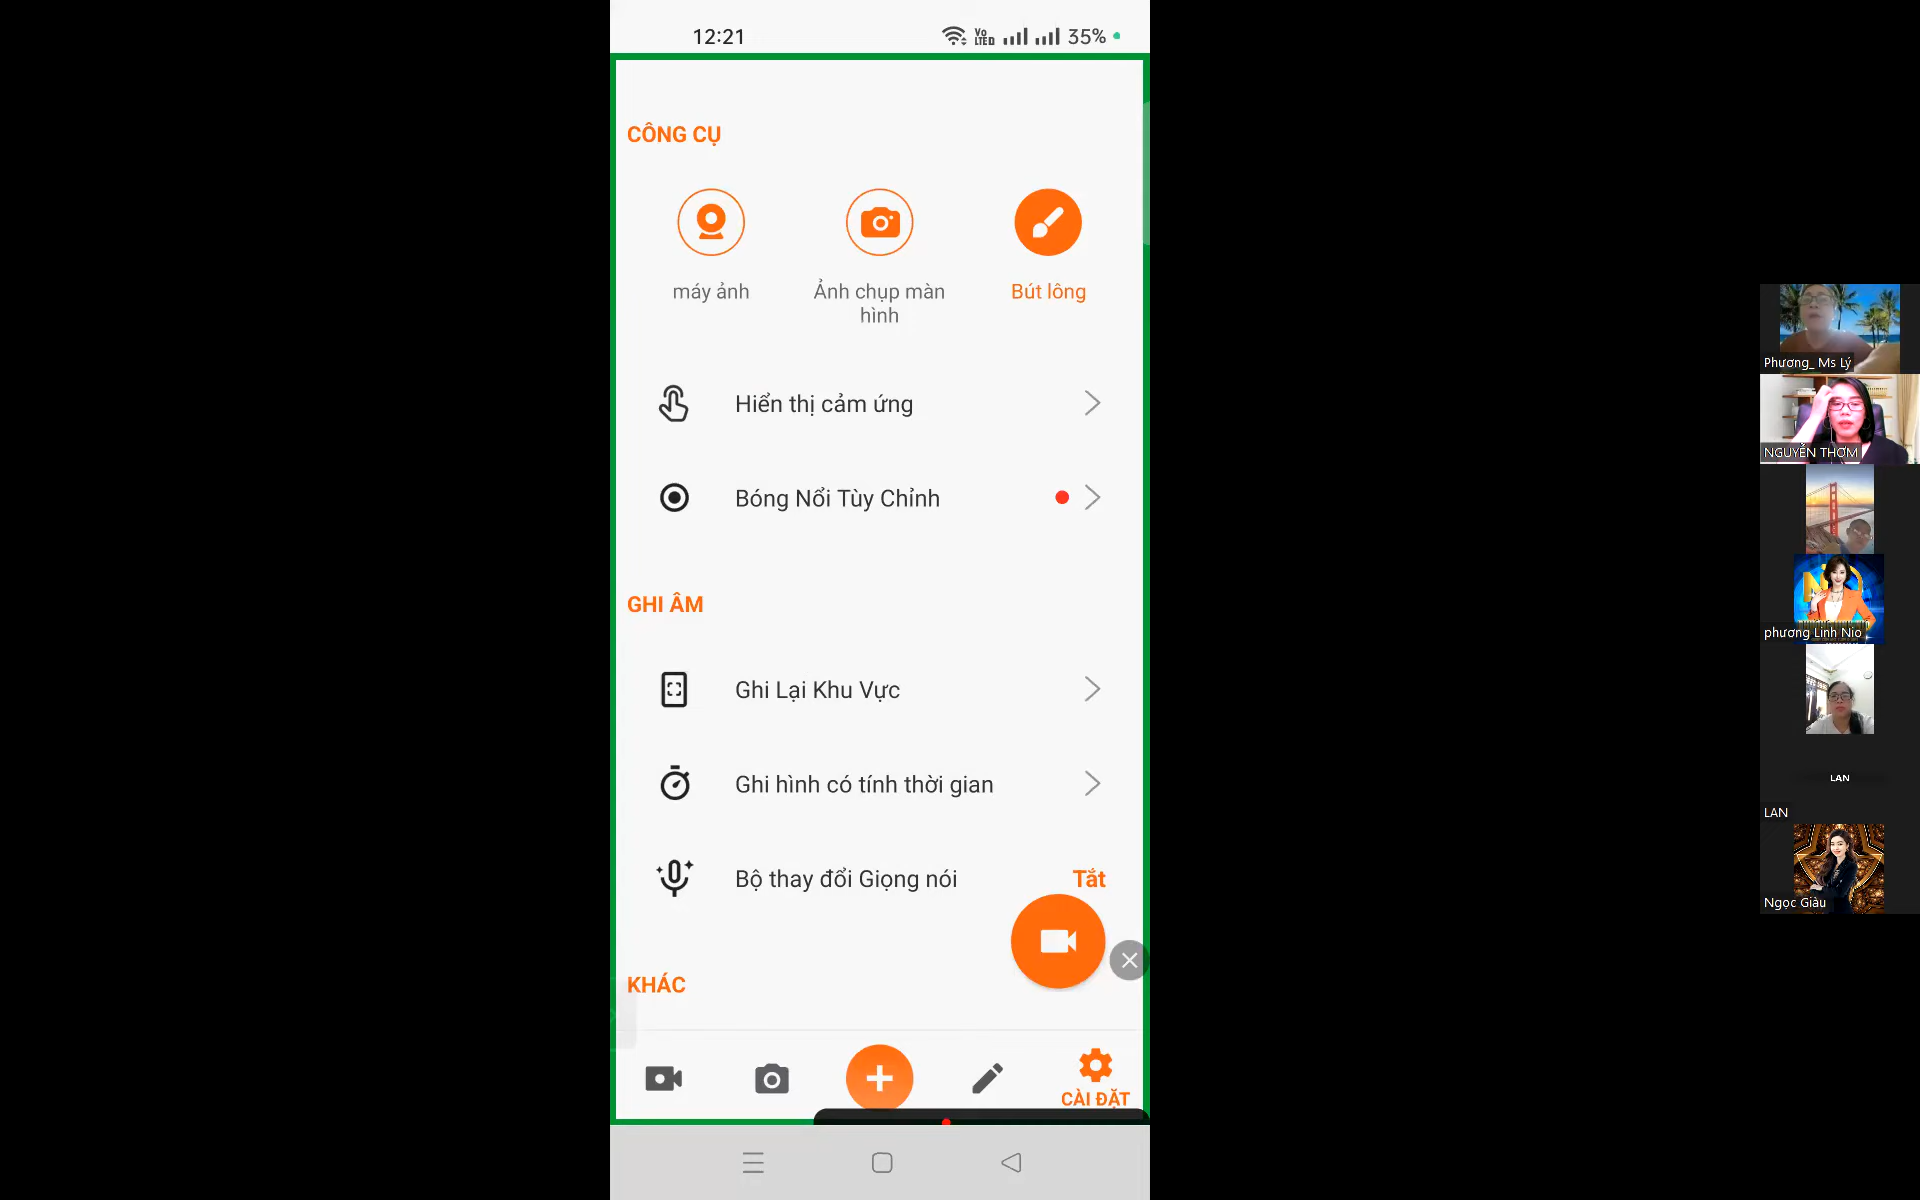 12:21
Vo
LTED
35%
CÔNG CỤ
máy ảnh
Ảnh chụp màn
hình
Bút lông
Hiển thị cảm ứng
Bóng Nổi Tùy Chỉnh
GHI ÂM
Ghi Lại Khu Vực
Ghi hình có tính thời gian
Bộ thay đổi Giọng nói
Tắt
KHÁC
CÀI ĐẶT
Phương_ Ms Lý
NGUYỄN THƠM
phương Linh Nio
LAN
LAN
Ngọc Giàu